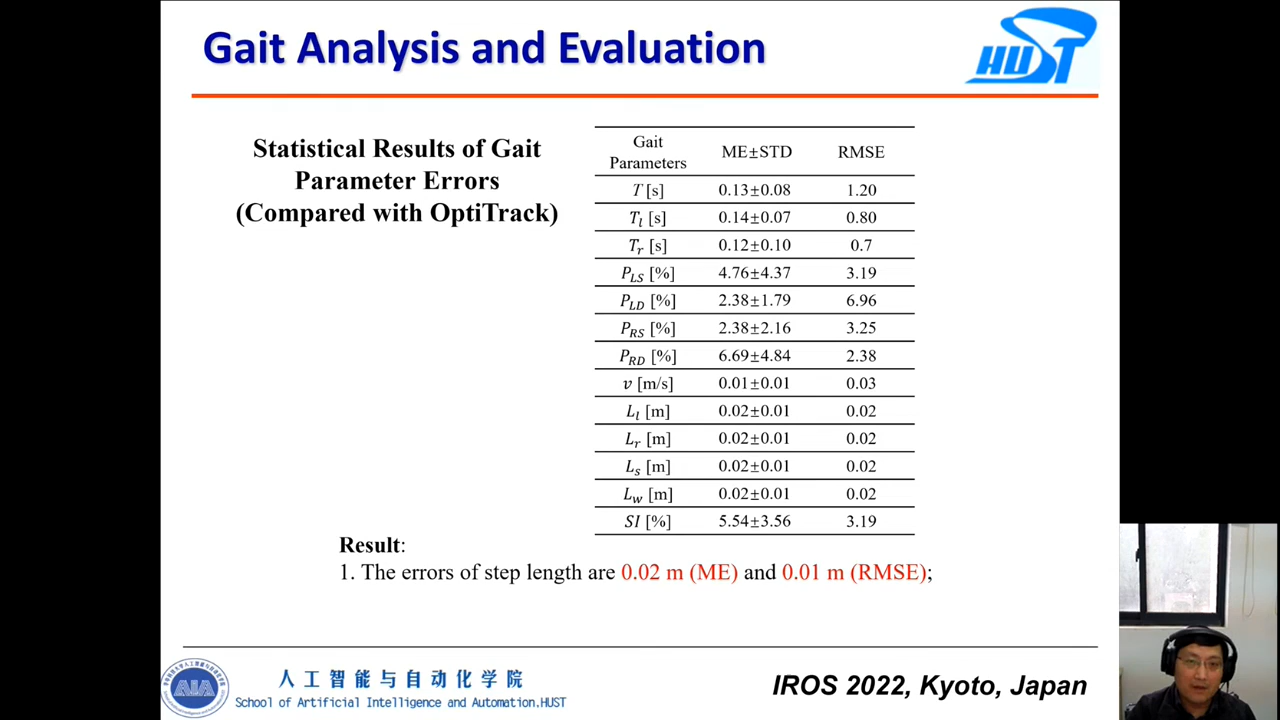 Gait Analysis and Evaluation
HUST
Statistical Results of Gait
Parameter Errors
(Compared with OptiTrack)
Gait Parameters ME±STD RMSE
T [s] 0.13±0.08 1.20
Tl [s] 0.14±0.07 0.80
Tr [s] 0.12±0.10 0.7
PLS [%] 4.76±4.37 3.19
PLD [%] 2.38±1.79 6.96
PRS [%] 2.38±2.16 3.25
PRD [%] 6.69±4.84 2.38
v [m/s] 0.01±0.01 0.03
Ll [m] 0.02±0.01 0.02
Lr [m] 0.02±0.01 0.02
Ls [m] 0.02±0.01 0.02
Lw [m] 0.02±0.01 0.02
SI [%] 5.54±3.56 3.19
Result:
1. The errors of step length are 0.02 m (ME) and 0.01 m (RMSE);
AIA
人工智能与自动化学院
School of Artificial Intelligence and Automation.HUST
IROS 2022, Kyoto, Japan